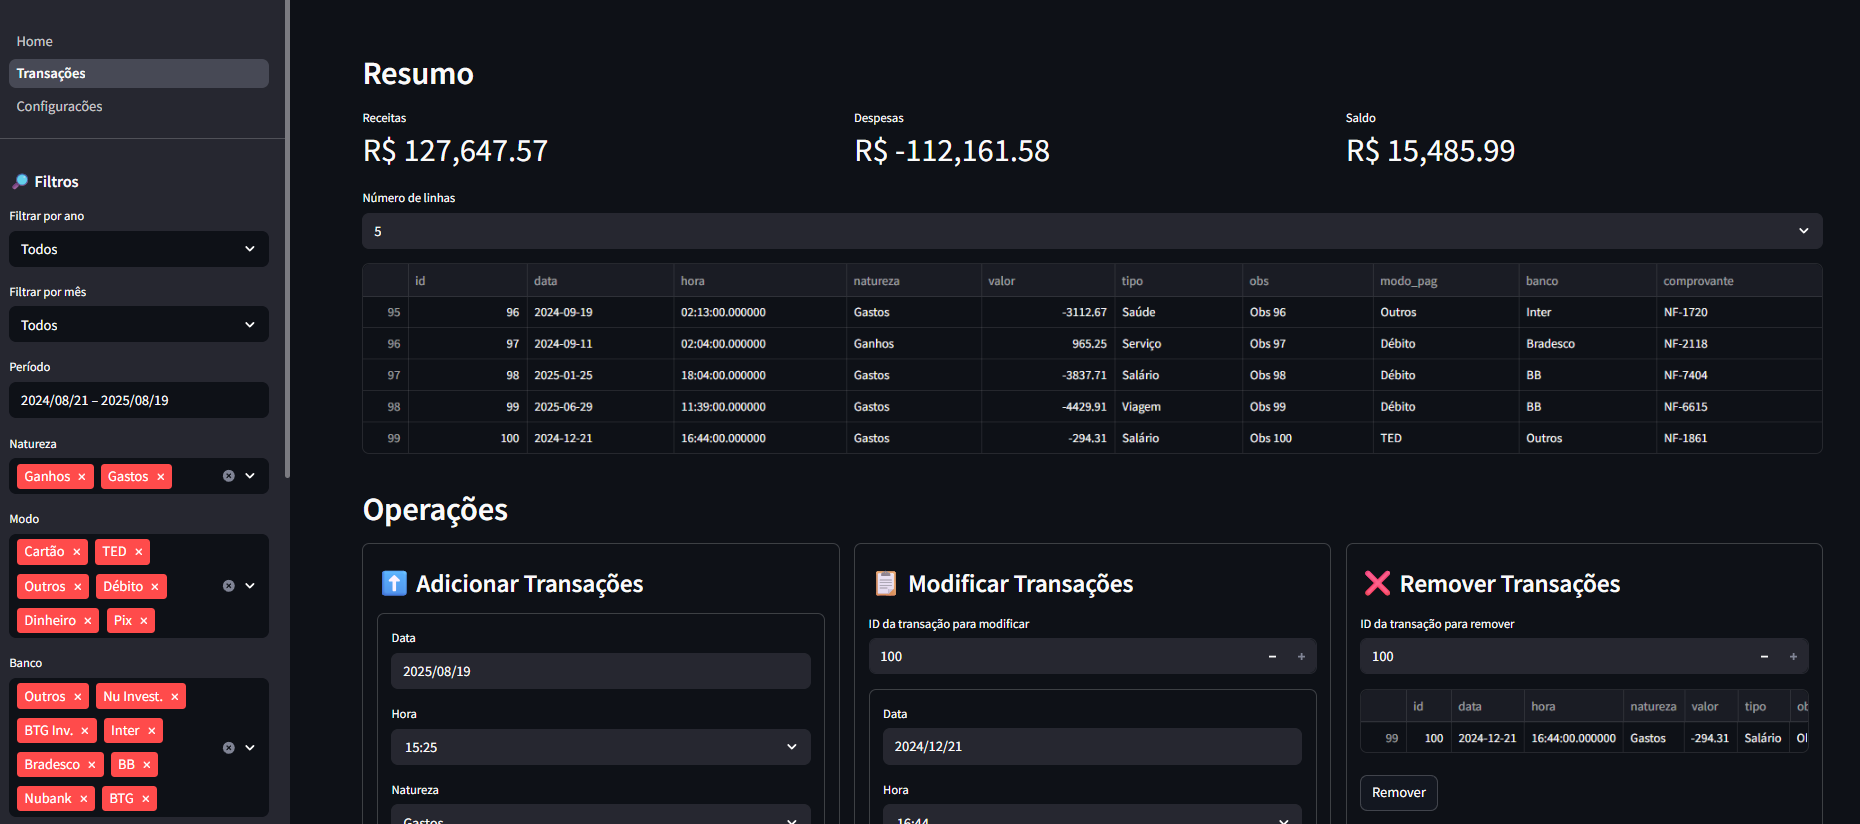 Home
Transações
Configuracões
Filtros
Filtrar por ano
Todos
Filtrar por mês
Todos
Período
2024/08/21 – 2025/08/19
Natureza
Ganhos × Gastos ×
Modo
Cartão × TED ×
Outros × Débito ×
Dinheiro × Pix ×
Banco
Outros × Nu Invest. ×
BTG Inv. × Inter ×
Bradesco × BB ×
Nubank × BTG ×
Resumo
Receitas Despesas Saldo
R$ 127,647.57 R$ -112,161.58 R$ 15,485.99
Número de linhas
5
id data hora natureza valor tipo obs modo_pag banco comprovante
95 96 2024-09-19 02:13:00.000000 Gastos -3112.67 Saúde Obs 96 Outros Inter NF-1720
96 97 2024-09-11 02:04:00.000000 Ganhos 965.25 Serviço Obs 97 Débito Bradesco NF-2118
97 98 2025-01-25 18:04:00.000000 Gastos -3837.71 Salário Obs 98 Débito BB NF-7404
98 99 2025-06-29 11:39:00.000000 Gastos -4429.91 Viagem Obs 99 Débito BB NF-6615
99 100 2024-12-21 16:44:00.000000 Gastos -294.31 Salário Obs 100 TED Outros NF-1861
Operações
Adicionar Transações
Data
2025/08/19
Hora
15:25
Natureza
Gastos
Modificar Transações
ID da transação para modificar
100 − +
Data
2024/12/21
Hora
16:44
Remover Transações
ID da transação para remover
100 − +
id data hora natureza valor tipo
99 100 2024-12-21 16:44:00.000000 Gastos -294.31 Salário
Remover